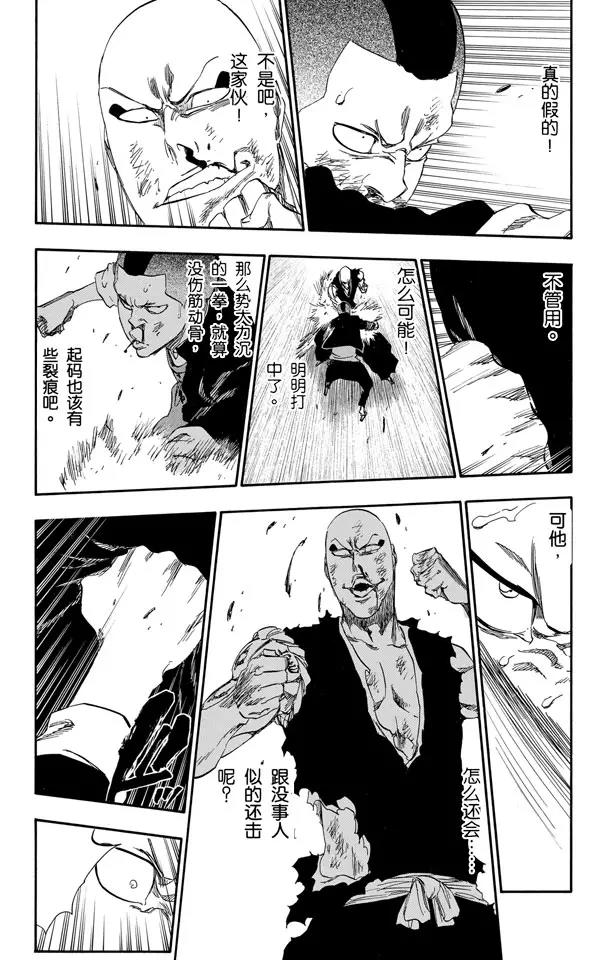 真的假的！
不是吧，
这家伙！
不管用。
怎么可能！
明明打
中了。
那么势大力沉
的一拳，就算
没伤筋动骨，
起码也该有
些裂痕吧。
可他，
怎么还会……
跟没事人
似的还击
呢？